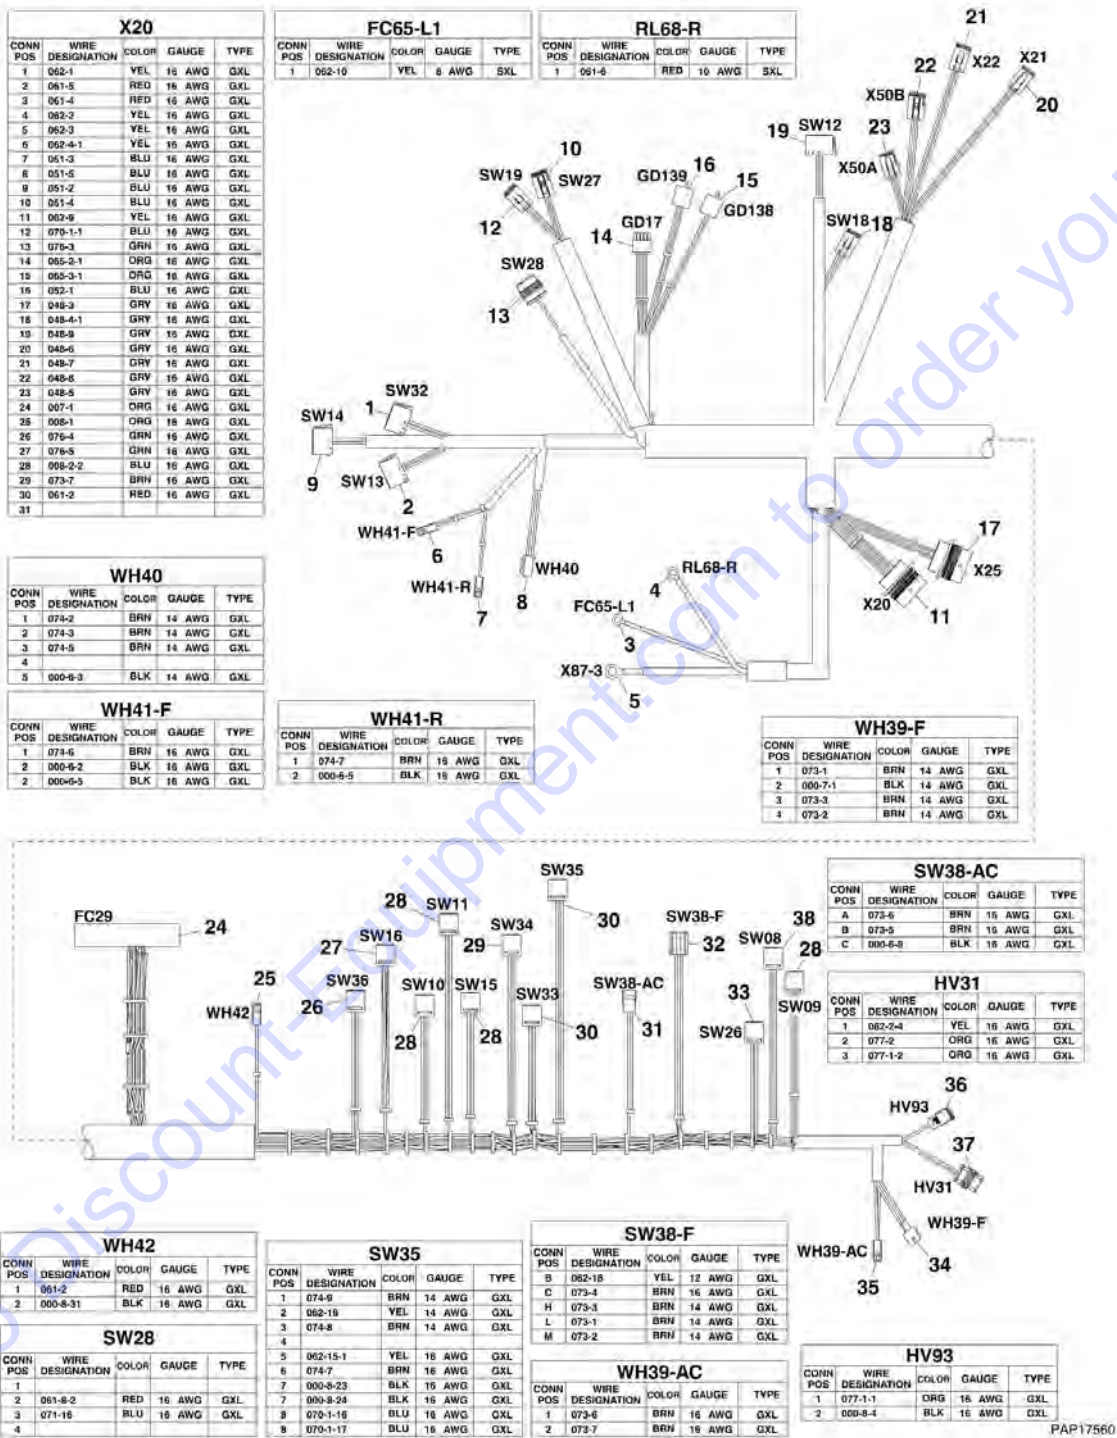 X20
CONN POS WIRE DESIGNATION COLOR GAUGE TYPE
1 062-1 YEL 16 AWG GXL
2 061-5 RED 16 AWG GXL
3 061-4 RED 16 AWG GXL
4 062-2 YEL 16 AWG GXL
5 062-3 YEL 16 AWG GXL
6 062-4-1 YEL 16 AWG GXL
7 051-3 BLU 16 AWG GXL
8 051-5 BLU 16 AWG GXL
9 051-2 BLU 16 AWG GXL
10 051-4 BLU 16 AWG GXL
11 062-9 YEL 16 AWG GXL
12 070-1-1 BLU 16 AWG GXL
13 076-3 GRN 16 AWG GXL
14 065-2-1 ORG 16 AWG GXL
15 065-3-1 ORG 16 AWG GXL
16 052-1 BLU 16 AWG GXL
17 048-3 GRY 16 AWG GXL
18 048-4-1 GRY 16 AWG GXL
19 048-9 GRY 16 AWG GXL
20 048-6 GRY 16 AWG GXL
21 048-7 GRY 16 AWG GXL
22 048-8 GRY 16 AWG GXL
23 048-5 GRY 16 AWG GXL
24 007-1 ORG 16 AWG GXL
25 008-1 ORG 16 AWG GXL
26 076-4 GRN 16 AWG GXL
27 076-5 GRN 16 AWG GXL
28 008-2-2 BLU 16 AWG GXL
29 073-7 BRN 16 AWG GXL
30 061-2 RED 16 AWG GXL
31
FC65-L1
CONN POS WIRE DESIGNATION COLOR GAUGE TYPE
1 062-10 YEL 8 AWG SXL
RL68-R
CONN POS WIRE DESIGNATION COLOR GAUGE TYPE
1 061-6 RED 10 AWG SXL
21
X22
X21
22
X50B
20
19 SW12
23
X50A
10
SW19
SW27
12
16
GD139
15
GD138
14
GD17
SW18 18
SW28
13
SW32
1
SW14
9
SW13
2
WH41-F
6
WH41-R
7
WH40
8
17
X25
X20
11
4
RL68-R
FC65-L1
3
X87-3
5
WH40
CONN POS WIRE DESIGNATION COLOR GAUGE TYPE
1 074-2 BRN 14 AWG GXL
2 074-3 BRN 14 AWG GXL
3 074-5 BRN 14 AWG GXL
4
5 000-6-3 BLK 14 AWG GXL
WH41-F
CONN POS WIRE DESIGNATION COLOR GAUGE TYPE
1 074-6 BRN 16 AWG GXL
2 000-6-2 BLK 16 AWG GXL
2 000-6-5 BLK 16 AWG GXL
WH41-R
CONN POS WIRE DESIGNATION COLOR GAUGE TYPE
1 074-7 BRN 16 AWG GXL
2 000-6-5 BLK 16 AWG GXL
WH39-F
CONN POS WIRE DESIGNATION COLOR GAUGE TYPE
1 073-1 BRN 14 AWG GXL
2 000-7-1 BLK 14 AWG GXL
3 073-3 BRN 14 AWG GXL
4 073-2 BRN 14 AWG GXL
FC29
24
25
WH42
SW36
26
27
SW16
28
SW11
SW10
28
SW15
28
SW34
29
SW35
30
SW33
30
SW38-AC
31
SW38-F
32
33
SW26
SW08
38
28
SW09
SW38-AC
CONN POS WIRE DESIGNATION COLOR GAUGE TYPE
A 073-6 BRN 16 AWG GXL
B 073-5 BRN 16 AWG GXL
C 000-6-8 BLK 16 AWG GXL
HV31
CONN POS WIRE DESIGNATION COLOR GAUGE TYPE
1 062-2-4 YEL 16 AWG GXL
2 077-2 ORG 16 AWG GXL
3 077-1-2 ORG 16 AWG GXL
36
HV93
37
HV31
WH39-F
34
WH39-AC
35
WH42
CONN POS WIRE DESIGNATION COLOR GAUGE TYPE
1 061-2 RED 16 AWG GXL
2 000-8-31 BLK 16 AWG GXL
SW28
CONN POS WIRE DESIGNATION COLOR GAUGE TYPE
1
2 061-8-2 RED 16 AWG GXL
3 071-16 BLU 16 AWG GXL
4
SW35
CONN POS WIRE DESIGNATION COLOR GAUGE TYPE
1 074-9 BRN 14 AWG GXL
2 062-16 YEL 14 AWG GXL
3 074-8 BRN 14 AWG GXL
4
5 062-15-1 YEL 16 AWG GXL
6 074-7 BRN 16 AWG GXL
7 000-8-23 BLK 16 AWG GXL
7 000-8-24 BLK 16 AWG GXL
8 070-1-16 BLU 16 AWG GXL
8 070-1-17 BLU 16 AWG GXL
SW38-F
CONN POS WIRE DESIGNATION COLOR GAUGE TYPE
B 062-18 YEL 12 AWG GXL
C 073-4 BRN 16 AWG GXL
H 073-3 BRN 14 AWG GXL
L 073-1 BRN 14 AWG GXL
M 073-2 BRN 14 AWG GXL
WH39-AC
CONN POS WIRE DESIGNATION COLOR GAUGE TYPE
1 073-6 BRN 16 AWG GXL
2 073-7 BRN 16 AWG GXL
HV93
CONN POS WIRE DESIGNATION COLOR GAUGE TYPE
1 077-1-1 ORG 16 AWG GXL
2 000-8-4 BLK 16 AWG GXL
PAP17560
Discount-Equipment.com to order your